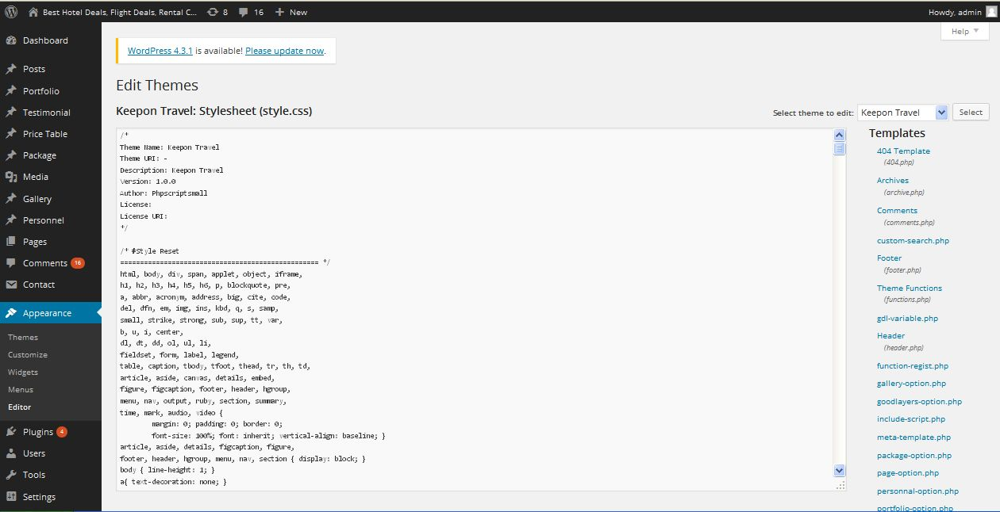 Best Hotel Deals, Flight Deals, Rental C... 8 16 New Howdy, admin
Help
Dashboard
Posts
Portfolio
Testimonial
Price Table
Package
Media
Gallery
Personnel
Pages
Comments 16
Contact
Appearance
Themes
Customize
Widgets
Menus
Editor
Plugins 4
Users
Tools
Settings
WordPress 4.3.1 is available! Please update now.
Edit Themes
Keepon Travel: Stylesheet (style.css)
Select theme to edit: Keepon Travel Select
/*
Theme Name: Keepon Travel
Theme URI: -
Description: Keepon Travel
Version: 1.0.0
Author: Phpscriptsmall
License:
License URI:
*/
/* #Style Reset
================================================== */
html, body, div, span, applet, object, iframe,
h1, h2, h3, h4, h5, h6, p, blockquote, pre,
a, abbr, acronym, address, big, cite, code,
del, dfn, em, img, ins, kbd, q, s, samp,
small, strike, strong, sub, sup, tt, var,
b, u, i, center,
dl, dt, dd, ol, ul, li,
fieldset, form, label, legend,
table, caption, tbody, tfoot, thead, tr, th, td,
article, aside, canvas, details, embed,
figure, figcaption, footer, header, hgroup,
menu, nav, output, ruby, section, summary,
time, mark, audio, video {
margin: 0; padding: 0; border: 0;
font-size: 100%; font: inherit; vertical-align: baseline; }
article, aside, details, figcaption, figure,
footer, header, hgroup, menu, nav, section { display: block; }
body { line-height: 1; }
a{ text-decoration: none; }
Templates
404 Template
(404.php)
Archives
(archive.php)
Comments
(comments.php)
custom-search.php
Footer
(footer.php)
Theme Functions
(functions.php)
gdl-variable.php
Header
(header.php)
function-regist.php
gallery-option.php
goodlayers-option.php
include-script.php
meta-template.php
package-option.php
page-option.php
personnal-option.php
portfolio-option.php